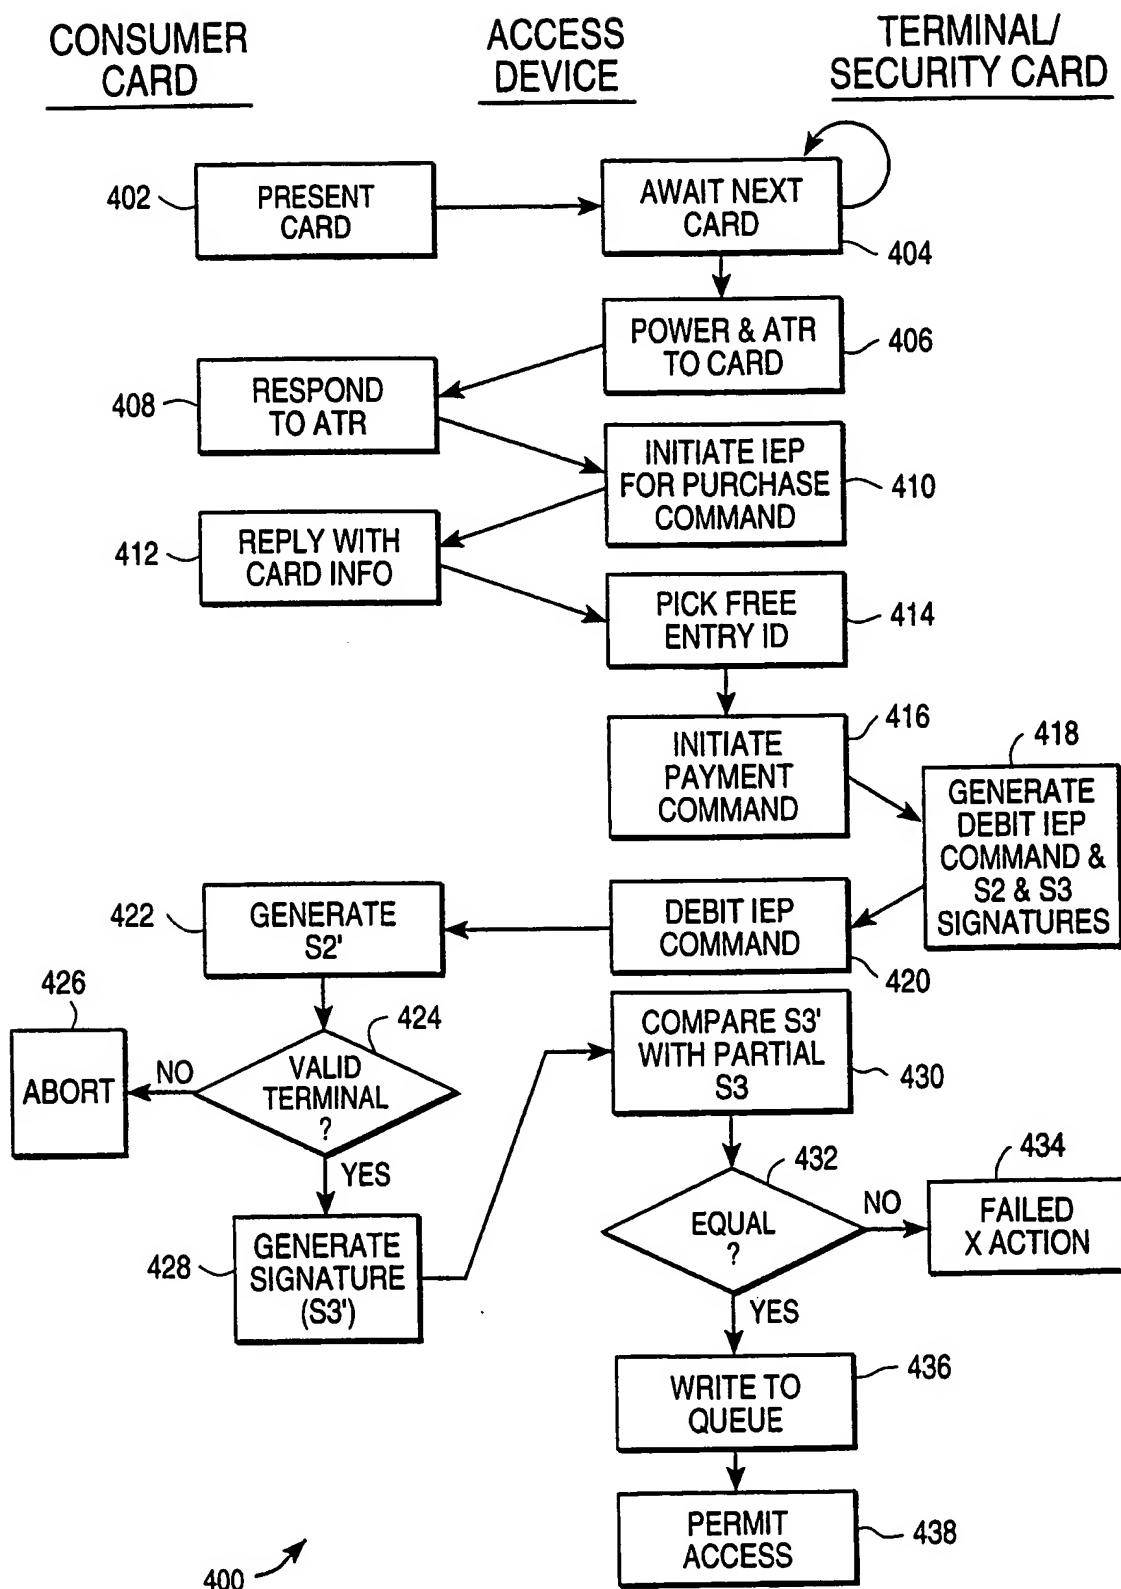 CONSUMER
CARD
ACCESS
DEVICE
TERMINAL/
SECURITY CARD
402
PRESENT
CARD
AWAIT NEXT
CARD
404
POWER & ATR
TO CARD
406
408
RESPOND
TO ATR
INITIATE IEP
FOR PURCHASE
COMMAND
410
412
REPLY WITH
CARD INFO
PICK FREE
ENTRY ID
414
416
INITIATE
PAYMENT
COMMAND
418
GENERATE
DEBIT IEP
COMMAND &
S2 & S3
SIGNATURES
422
GENERATE
S2'
DEBIT IEP
COMMAND
420
426
ABORT
NO
424
VALID
TERMINAL
?
YES
COMPARE S3'
WITH PARTIAL
S3
430
428
GENERATE
SIGNATURE
(S3')
432
EQUAL
?
NO
434
FAILED
X ACTION
YES
WRITE TO
QUEUE
436
PERMIT
ACCESS
438
400